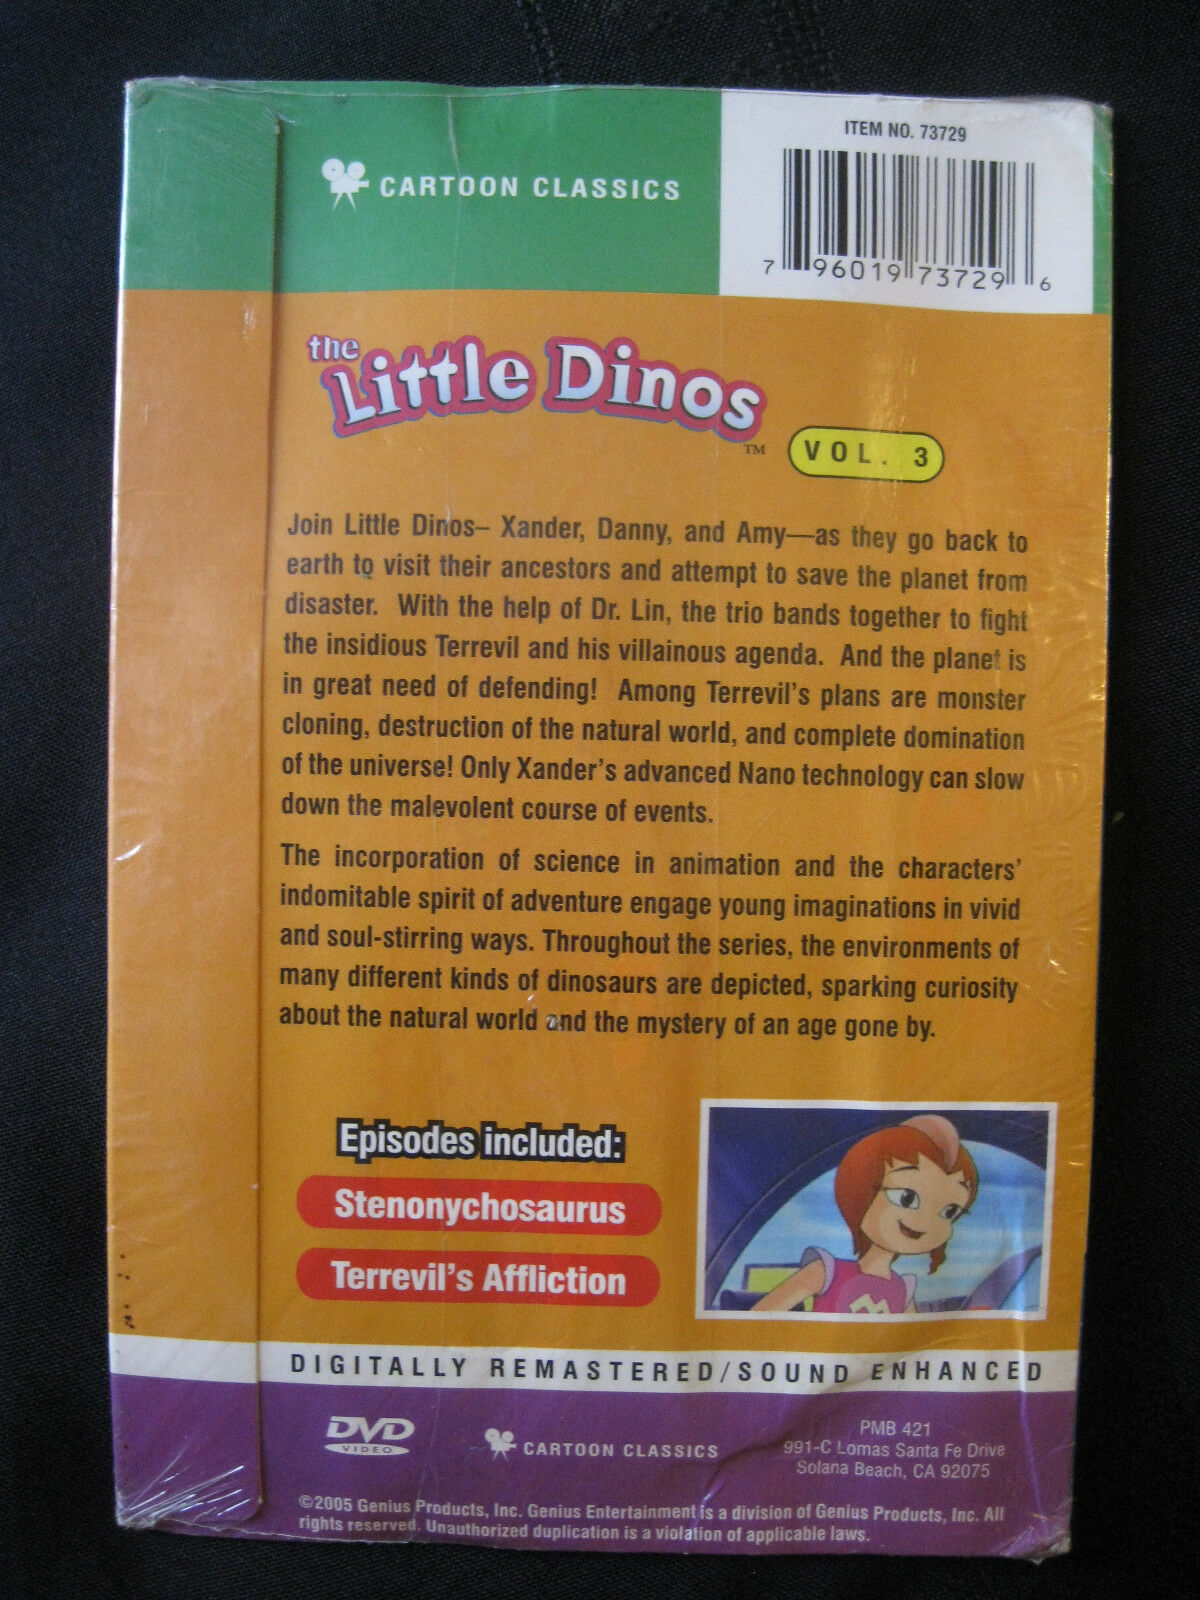 ITEM NO. 73729
CARTOON CLASSICS
7 96019 73729 6
the
Little Dinos
TM
VOL. 3
Join Little Dinos– Xander, Danny, and Amy—as they go back to
earth to visit their ancestors and attempt to save the planet from
disaster. With the help of Dr. Lin, the trio bands together to fight
the insidious Terrevil and his villainous agenda. And the planet is
in great need of defending! Among Terrevil's plans are monster
cloning, destruction of the natural world, and complete domination
of the universe! Only Xander's advanced Nano technology can slow
down the malevolent course of events.
The incorporation of science in animation and the characters'
indomitable spirit of adventure engage young imaginations in vivid
and soul-stirring ways. Throughout the series, the environments of
many different kinds of dinosaurs are depicted, sparking curiosity
about the natural world and the mystery of an age gone by.
Episodes included:
Stenonychosaurus
Terrevil's Affliction
DIGITALLY REMASTERED/SOUND ENHANCED
DVD
VIDEO
CARTOON CLASSICS
PMB 421
991-C Lomas Santa Fe Drive
Solana Beach, CA 92075
©2005 Genius Products, Inc. Genius Entertainment is a division of Genius Products, Inc. All
rights reserved. Unauthorized duplication is a violation of applicable laws.